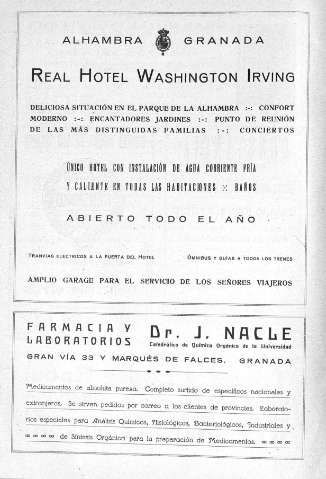 ALHAMBRA GRANADA
REAL HOTEL WASHINGTON IRVING
DELICIOSA SITUACIÓN EN EL PARQUE DE LA ALHAMBRA :-: CONFORT
MODERNO :-: ENCANTADORES JARDINES :-: PUNTO DE REUNIÓN
DE LAS MÁS DISTINGUIDAS FAMILIAS :-: CONCIERTOS
ÚNICO HOTEL CON INSTALACIÓN DE AGUA CORRIENTE FRÍA
Y CALIENTE EN TODAS LAS HABITACIONES :: BAÑOS
ABIERTO TODO EL AÑO
TRANVÍAS ELÉCTRICOS A LA PUERTA DEL HOTEL ÓMNIBUS Y GUÍAS A TODOS LOS TRENES
AMPLIO GARAGE PARA EL SERVICIO DE LOS SEÑORES VIAJEROS
FARMACIA Y
LABORATORIOS
Dr. J. NACLE
Catedrático de Química Orgánica de la Universidad
GRAN VÍA 33 Y MARQUÉS DE FALCES. GRANADA
Medicamentos de absoluta pureza. Completo surtido de específicos nacionales y
extranjeros. Se sirven pedidos por correo a los clientes de provincias. Laborato-
rios especiales para Análisis Químicos, Fisiológicos, Bacteriológicos, Industriales y
de Síntesis Orgánica para la preparación de Medicamentos.